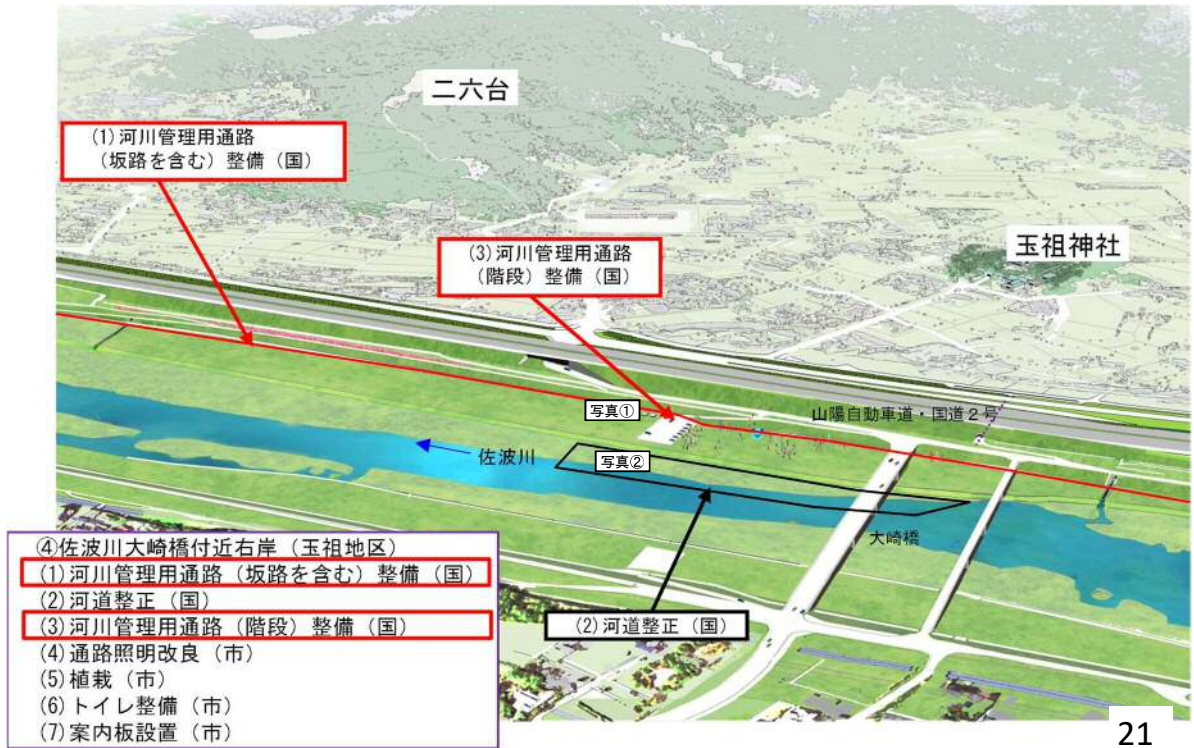 二六台
(1)河川管理用通路
(坂路を含む)整備(国)
(3)河川管理用通路
(階段)整備(国)
玉祖神社
写真①
山陽自動車道・国道2号
佐波川
写真②
大崎橋
④佐波川大崎橋付近右岸(玉祖地区)
(1)河川管理用通路(坂路を含む)整備(国)
(2)河道整正(国)
(3)河川管理用通路(階段)整備(国)
(4)通路照明改良(市)
(5)植栽(市)
(6)トイレ整備(市)
(7)案内板設置(市)
(2)河道整正(国)
21